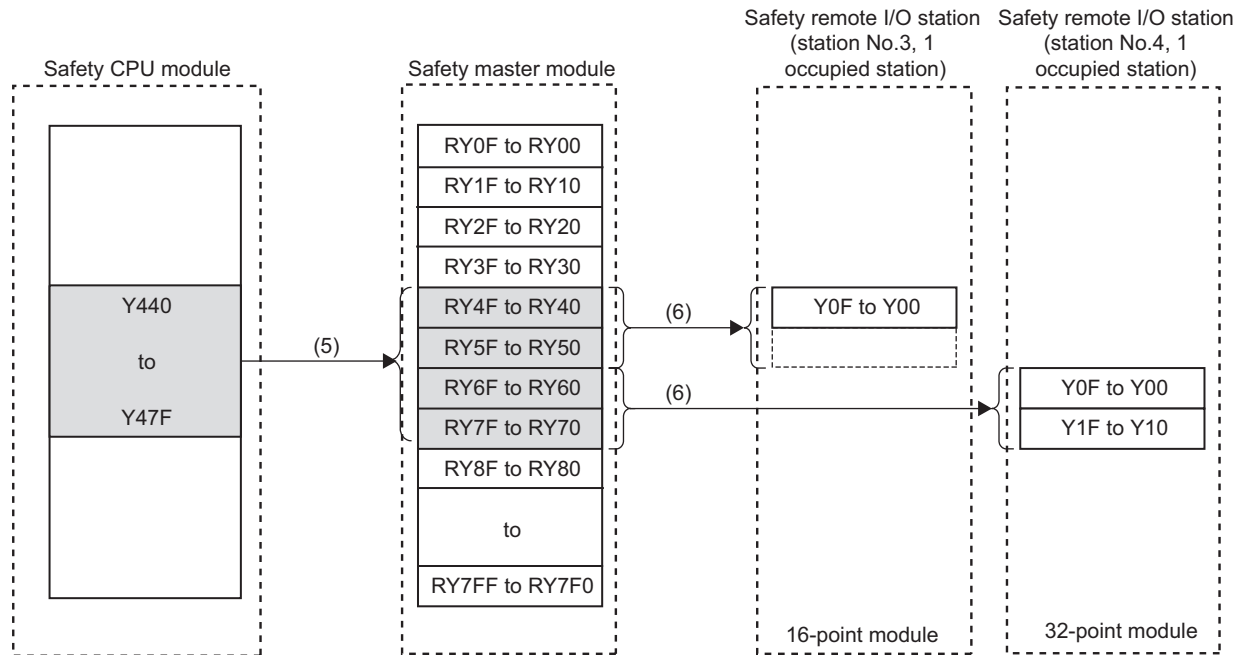 Safety CPU module
Y440
to
Y47F
(5)
Safety master module
RY0F to RY00
RY1F to RY10
RY2F to RY20
RY3F to RY30
RY4F to RY40
RY5F to RY50
RY6F to RY60
RY7F to RY70
RY8F to RY80
to
RY7FF to RY7F0
(6)
(6)
Safety remote I/O station
(station No.3, 1
occupied station)
Y0F to Y00
16-point module
Safety remote I/O station
(station No.4, 1
occupied station)
Y0F to Y00
Y1F to Y10
32-point module